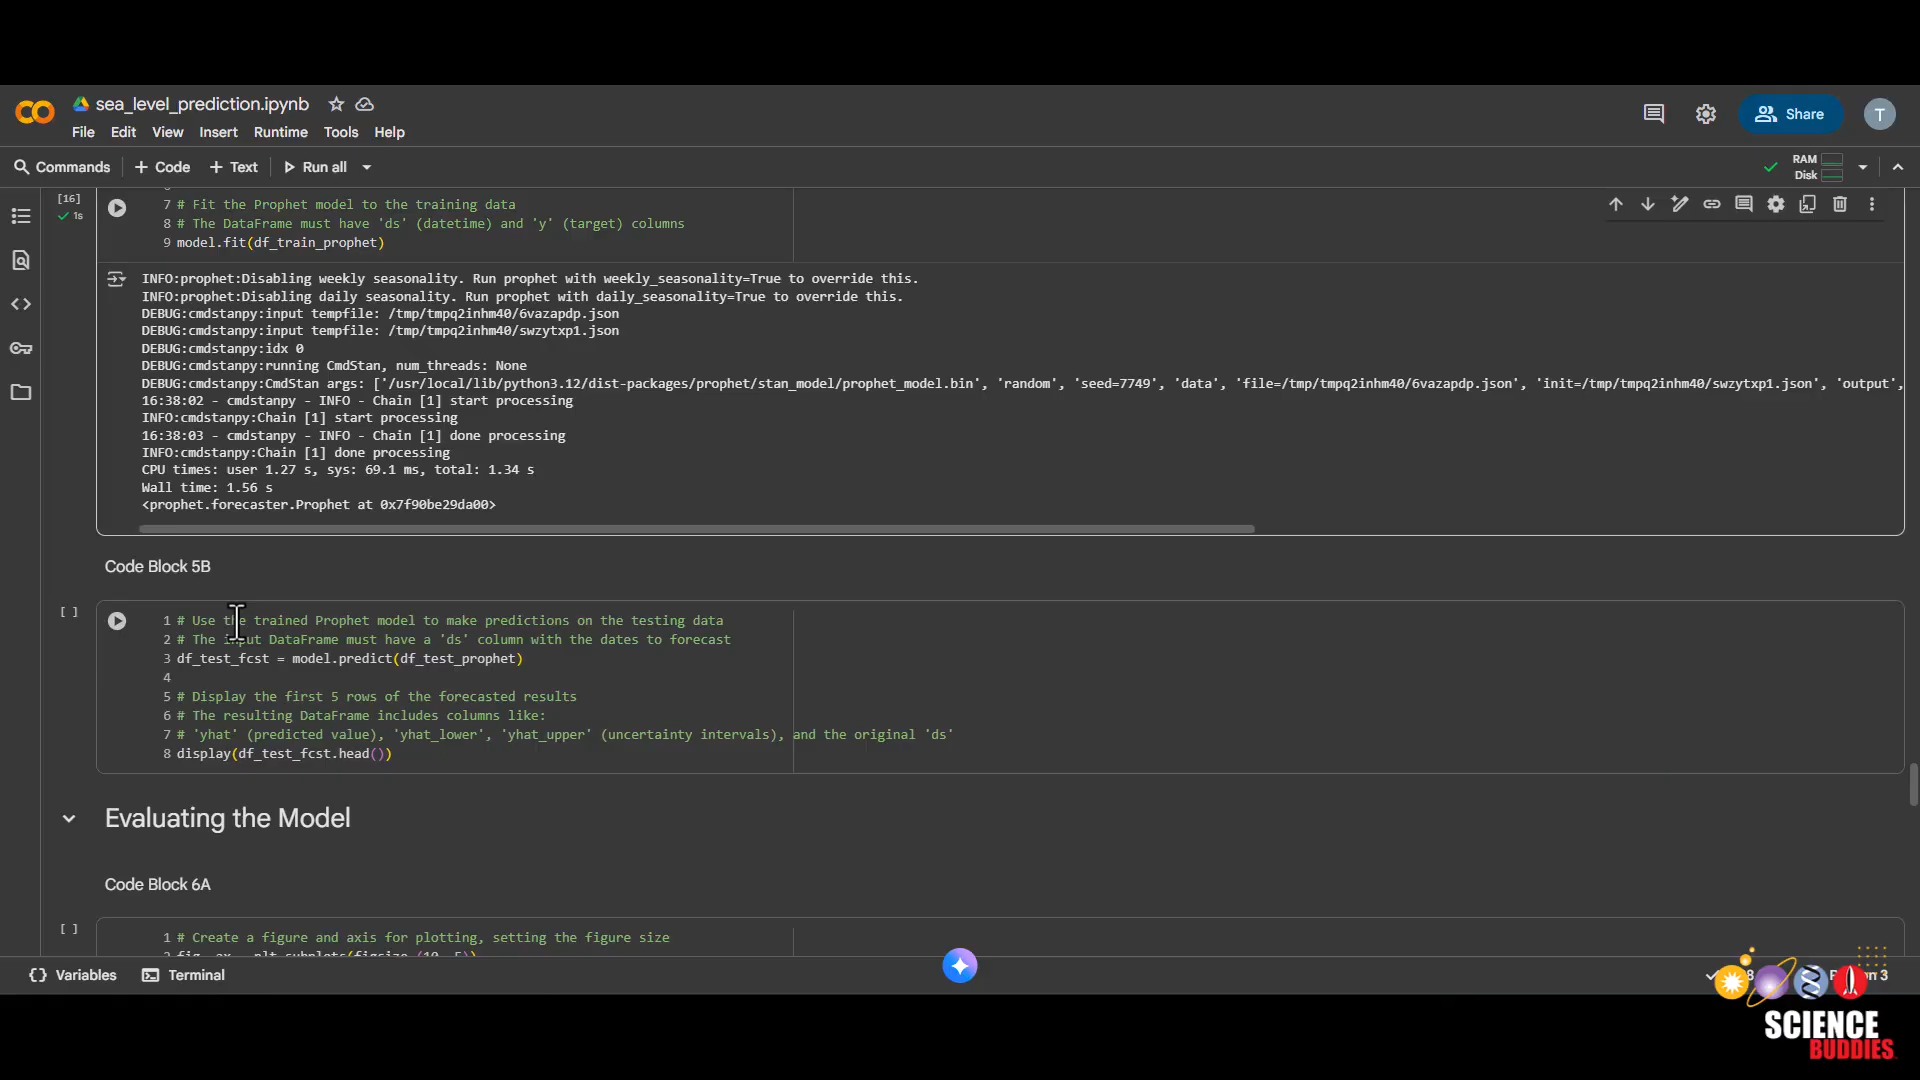 sea_level_prediction.ipynb
File Edit View Insert Runtime Tools Help
Share
T
Commands + Code + Text Run all
RAM
Disk
[16]
1s
7 # Fit the Prophet model to the training data
8 # The DataFrame must have 'ds' (datetime) and 'y' (target) columns
9 model.fit(df_train_prophet)
INFO:prophet:Disabling weekly seasonality. Run prophet with weekly_seasonality=True to override this.
INFO:prophet:Disabling daily seasonality. Run prophet with daily_seasonality=True to override this.
DEBUG:cmdstanpy:input tempfile: /tmp/tmpq2inhm40/6vazapdp.json
DEBUG:cmdstanpy:input tempfile: /tmp/tmpq2inhm40/swzytxp1.json
DEBUG:cmdstanpy:idx 0
DEBUG:cmdstanpy:running CmdStan, num_threads: None
DEBUG:cmdstanpy:CmdStan args: ['/usr/local/lib/python3.12/dist-packages/prophet/stan_model/prophet_model.bin', 'random', 'seed=7749', 'data', 'file=/tmp/tmpq2inhm40/6vazapdp.json', 'init=/tmp/tmpq2inhm40/swzytxp1.json', 'output',
16:38:02 - cmdstanpy - INFO - Chain [1] start processing
INFO:cmdstanpy:Chain [1] start processing
16:38:03 - cmdstanpy - INFO - Chain [1] done processing
INFO:cmdstanpy:Chain [1] done processing
CPU times: user 1.27 s, sys: 69.1 ms, total: 1.34 s
Wall time: 1.56 s
<prophet.forecaster.Prophet at 0x7f90be29da00>
Code Block 5B
[ ]
1 # Use the trained Prophet model to make predictions on the testing data
2 # The input DataFrame must have a 'ds' column with the dates to forecast
3 df_test_fcst = model.predict(df_test_prophet)
4
5 # Display the first 5 rows of the forecasted results
6 # The resulting DataFrame includes columns like:
7 # 'yhat' (predicted value), 'yhat_lower', 'yhat_upper' (uncertainty intervals), and the original 'ds'
8 display(df_test_fcst.head())
Evaluating the Model
Code Block 6A
[ ]
1 # Create a figure and axis for plotting, setting the figure size
2 fig, ax = plt.subplots(figsize=(10, 5))
Variables Terminal
3
SCIENCE
BUDDIES